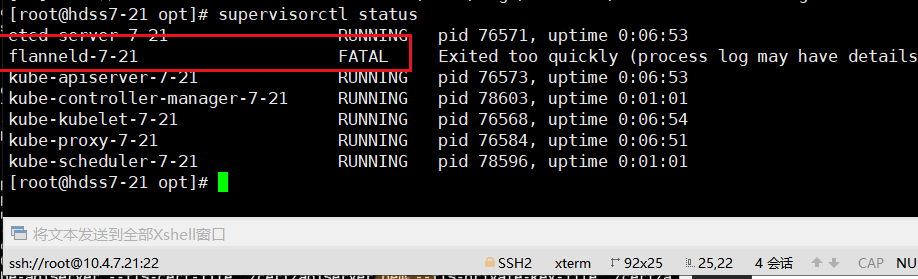 [root@hdss7-21 opt]# supervisorctl status
etcd-server-7-21 RUNNING pid 76571, uptime 0:06:53
flanneld-7-21 FATAL Exited too quickly (process log may have details
kube-apiserver-7-21 RUNNING pid 76573, uptime 0:06:53
kube-controller-manager-7-21 RUNNING pid 78603, uptime 0:01:01
kube-kubelet-7-21 RUNNING pid 76568, uptime 0:06:54
kube-proxy-7-21 RUNNING pid 76584, uptime 0:06:51
kube-scheduler-7-21 RUNNING pid 78596, uptime 0:01:01
[root@hdss7-21 opt]#
将文本发送到全部Xshell窗口
ssh://root@10.4.7.21:22 SSH2 xterm 92x25 25,22 4 会话 CAP NU